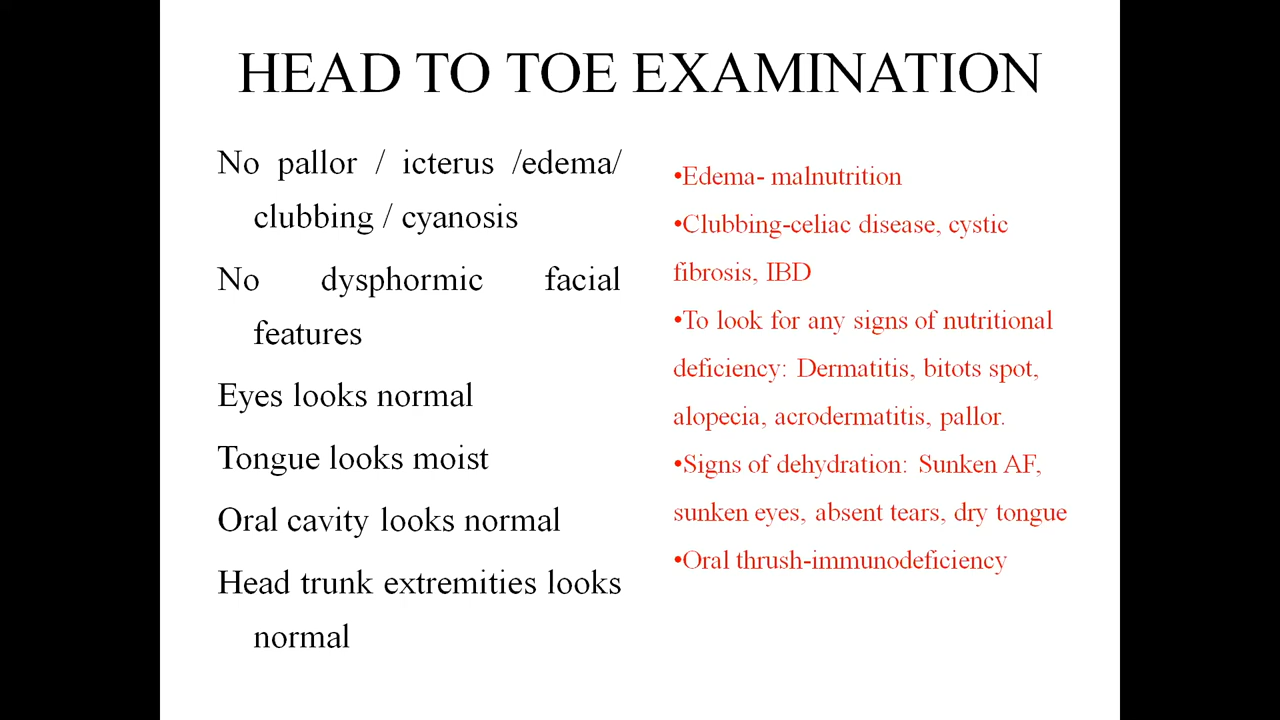 HEAD TO TOE EXAMINATION
No pallor / icterus /edema/
clubbing / cyanosis
No dysphormic facial
features
Eyes looks normal
Tongue looks moist
Oral cavity looks normal
Head trunk extremities looks
normal
•Edema- malnutrition
•Clubbing-celiac disease, cystic
fibrosis, IBD
•To look for any signs of nutritional
deficiency: Dermatitis, bitots spot,
alopecia, acrodermatitis, pallor.
•Signs of dehydration: Sunken AF,
sunken eyes, absent tears, dry tongue
•Oral thrush-immunodeficiency